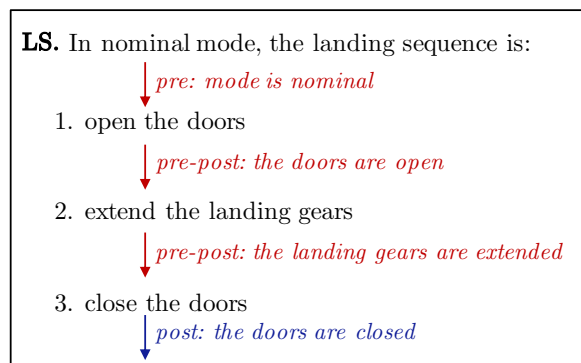 LS. In nominal mode, the landing sequence is:
pre: mode is nominal
1. open the doors
pre-post: the doors are open
2. extend the landing gears
pre-post: the landing gears are extended
3. close the doors
post: the doors are closed